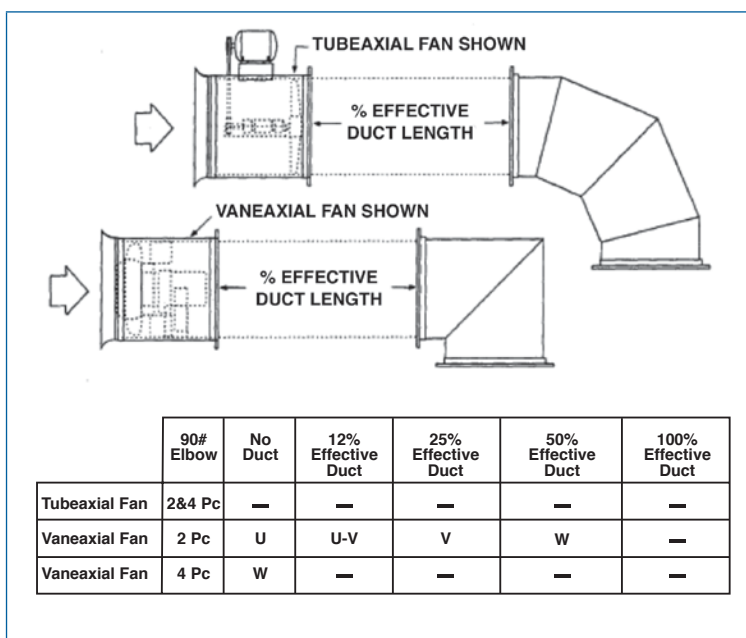 TUBEAXIAL FAN SHOWN
% EFFECTIVE
DUCT LENGTH
VANEAXIAL FAN SHOWN
% EFFECTIVE
DUCT LENGTH
90# Elbow | No Duct | 12% Effective Duct | 25% Effective Duct | 50% Effective Duct | 100% Effective Duct
Tubeaxial Fan | 2&4 Pc | — | — | — | — | —
Vaneaxial Fan | 2 Pc | U | U-V | V | W | —
Vaneaxial Fan | 4 Pc | W | — | — | — | —